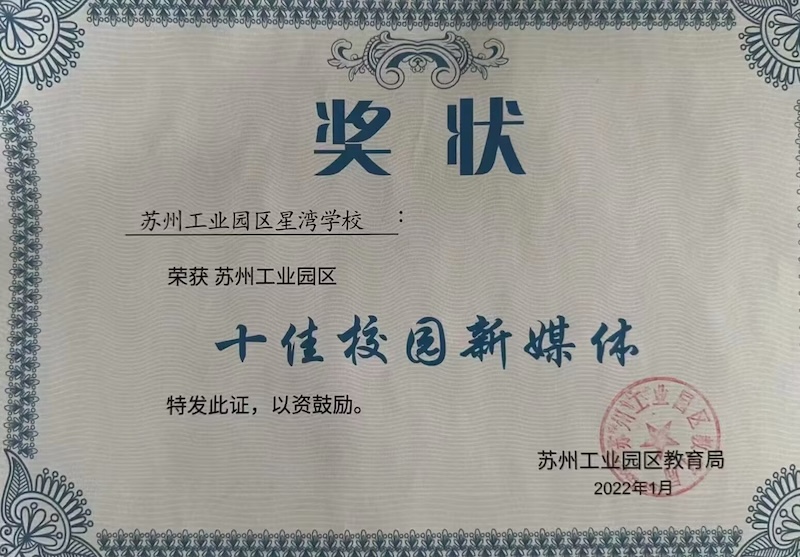 奖状
苏州工业园区星湾学校：
荣获 苏州工业园区
十佳校园新媒体
特发此证，以资鼓励。
苏州工业园区教育局
2022年1月